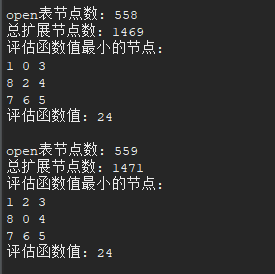 open表节点数：558
总扩展节点数：1469
评估函数值最小的节点：
1 0 3
8 2 4
7 6 5
评估函数值：24
open表节点数：559
总扩展节点数：1471
评估函数值最小的节点：
1 2 3
8 0 4
7 6 5
评估函数值：24